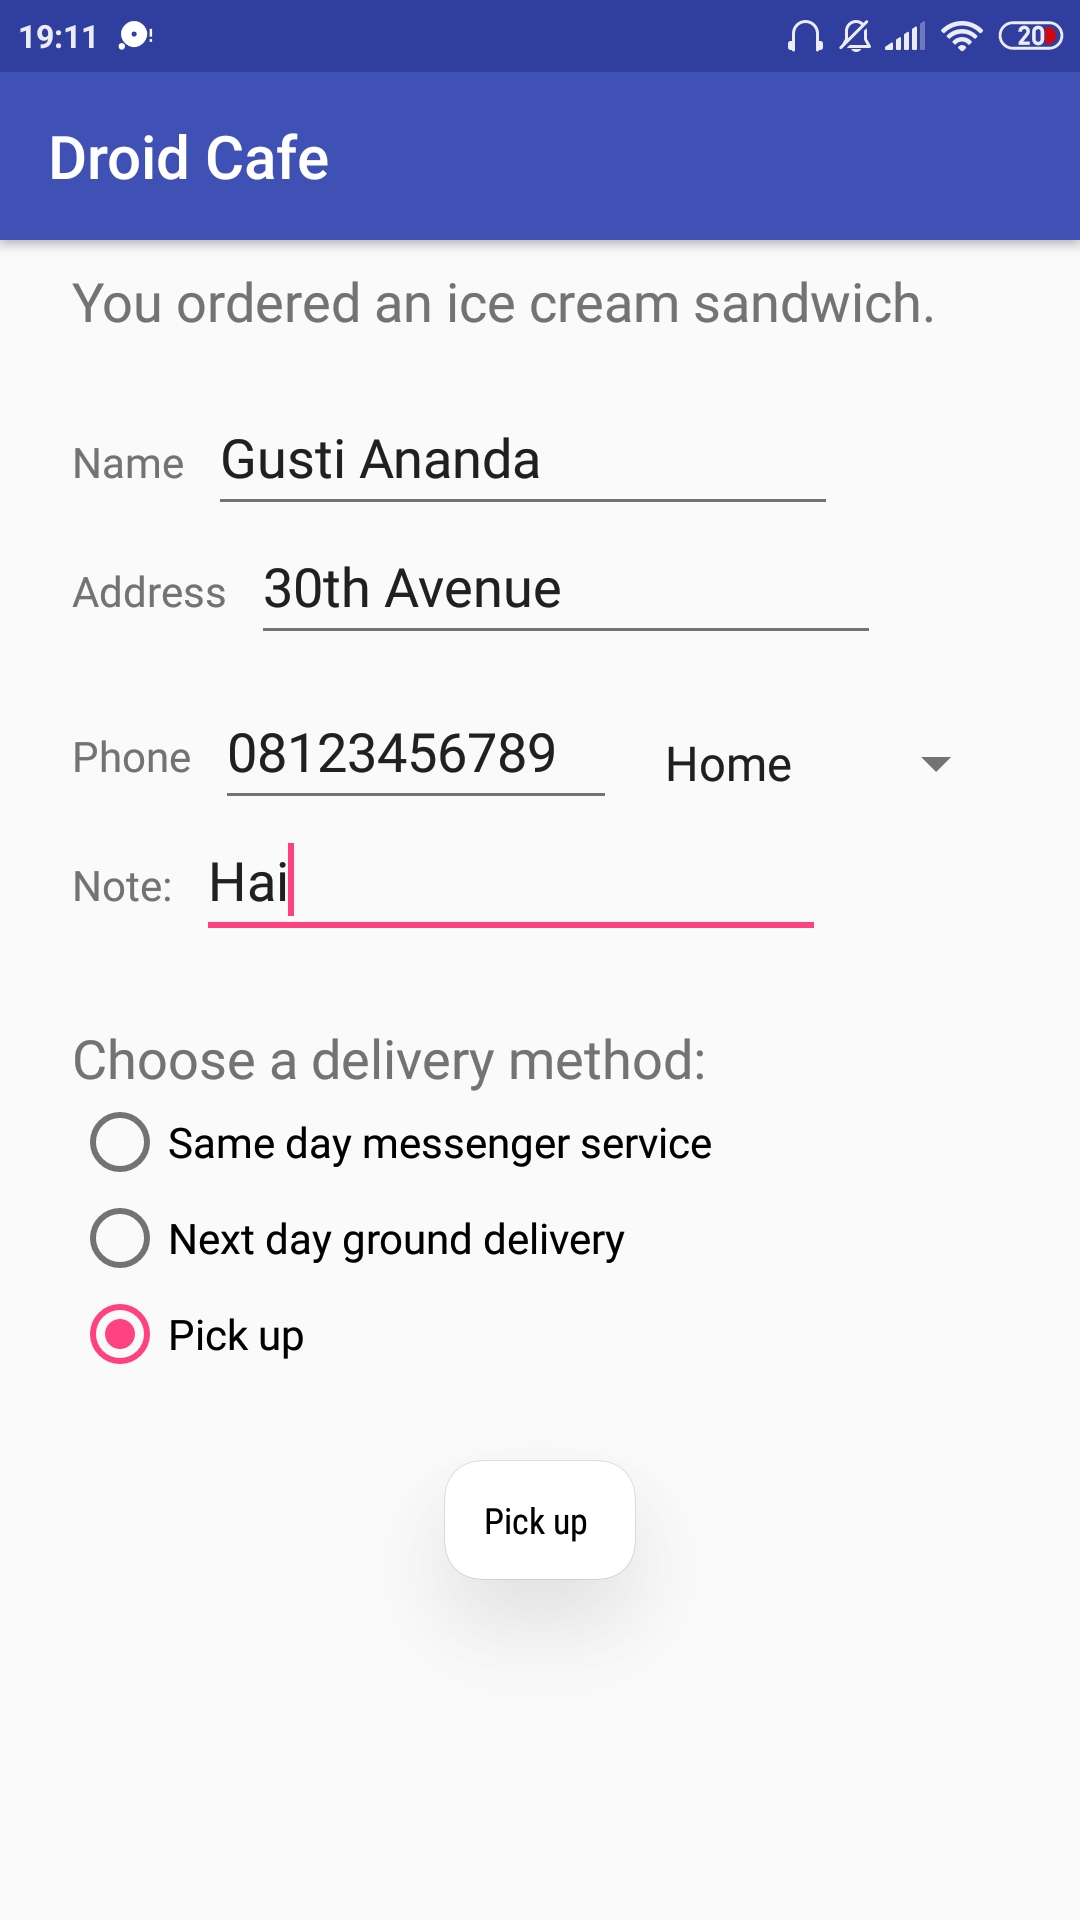 19:11 20
Droid Cafe
You ordered an ice cream sandwich.
Name Gusti Ananda
Address 30th Avenue
Phone 08123456789 Home
Note: Hai
Choose a delivery method:
Same day messenger service
Next day ground delivery
Pick up
Pick up